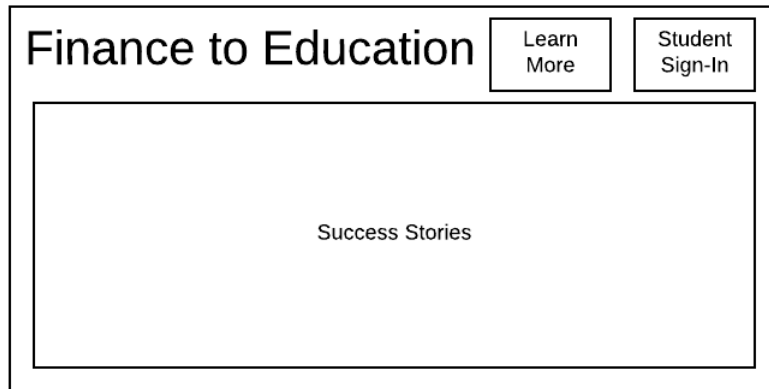 Finance to Education
Learn
More
Student
Sign-In
Success Stories